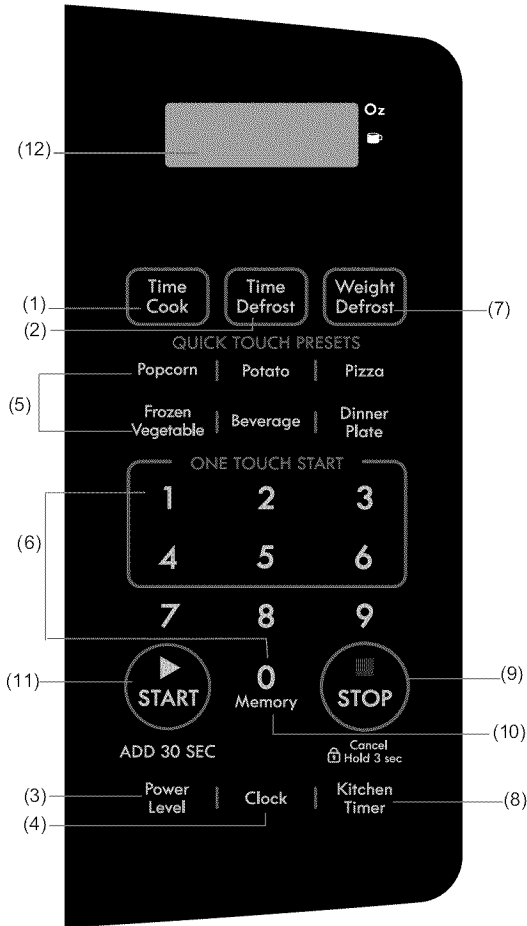 Oz
(12)
Time Cook
Time Defrost
Weight Defrost
(1)
(2)
(7)
QUICK TOUCH PRESETS
Popcorn | Potato | Pizza
(5)
Frozen Vegetable | Beverage | Dinner Plate
ONE TOUCH START
1 2 3
(6)
4 5 6
7 8 9
(11)
START
0
Memory
STOP
(9)
(10)
ADD 30 SEC
Cancel
Hold 3 sec
(3)
Power Level | Clock | Kitchen Timer
(4)
(8)